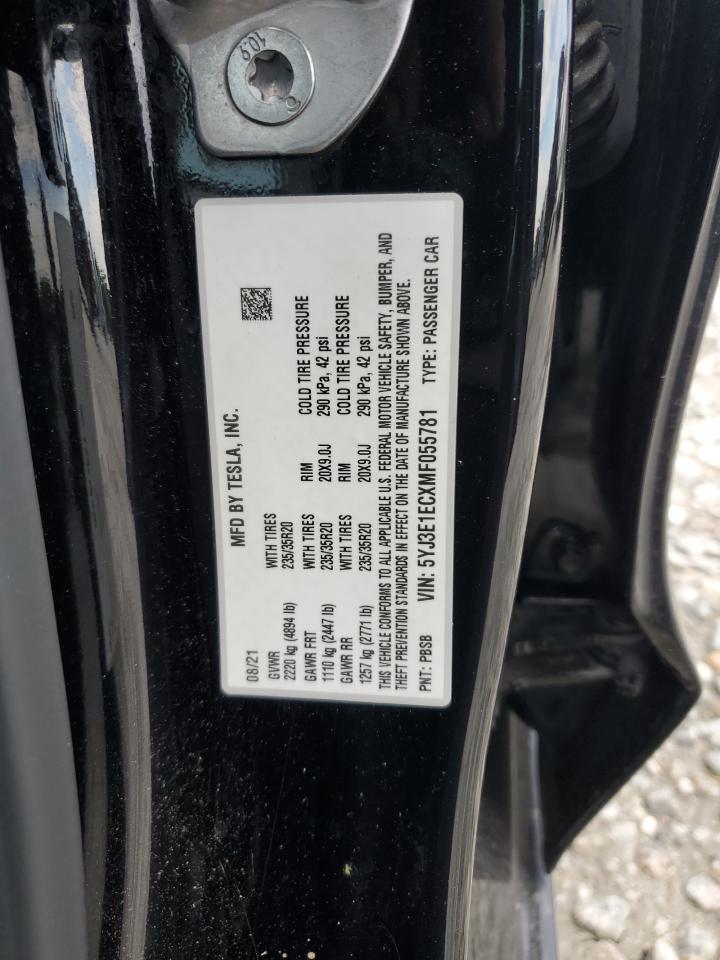 10.9
MFD BY TESLA, INC.
08/21
GVWR WITH TIRES
2220 kg (4894 lb) 235/35R20
GAWR FRT WITH TIRES RIM COLD TIRE PRESSURE
1110 kg (2447 lb) 235/35R20 20X9.0J 290 kPa, 42 psi
GAWR RR WITH TIRES RIM COLD TIRE PRESSURE
1257 kg (2771 lb) 235/35R20 20X9.0J 290 kPa, 42 psi
THIS VEHICLE CONFORMS TO ALL APPLICABLE U.S. FEDERAL MOTOR VEHICLE SAFETY, BUMPER, AND
THEFT PREVENTION STANDARDS IN EFFECT ON THE DATE OF MANUFACTURE SHOWN ABOVE.
PNT: PBSB VIN: 5YJ3E1ECXMF055781 TYPE: PASSENGER CAR